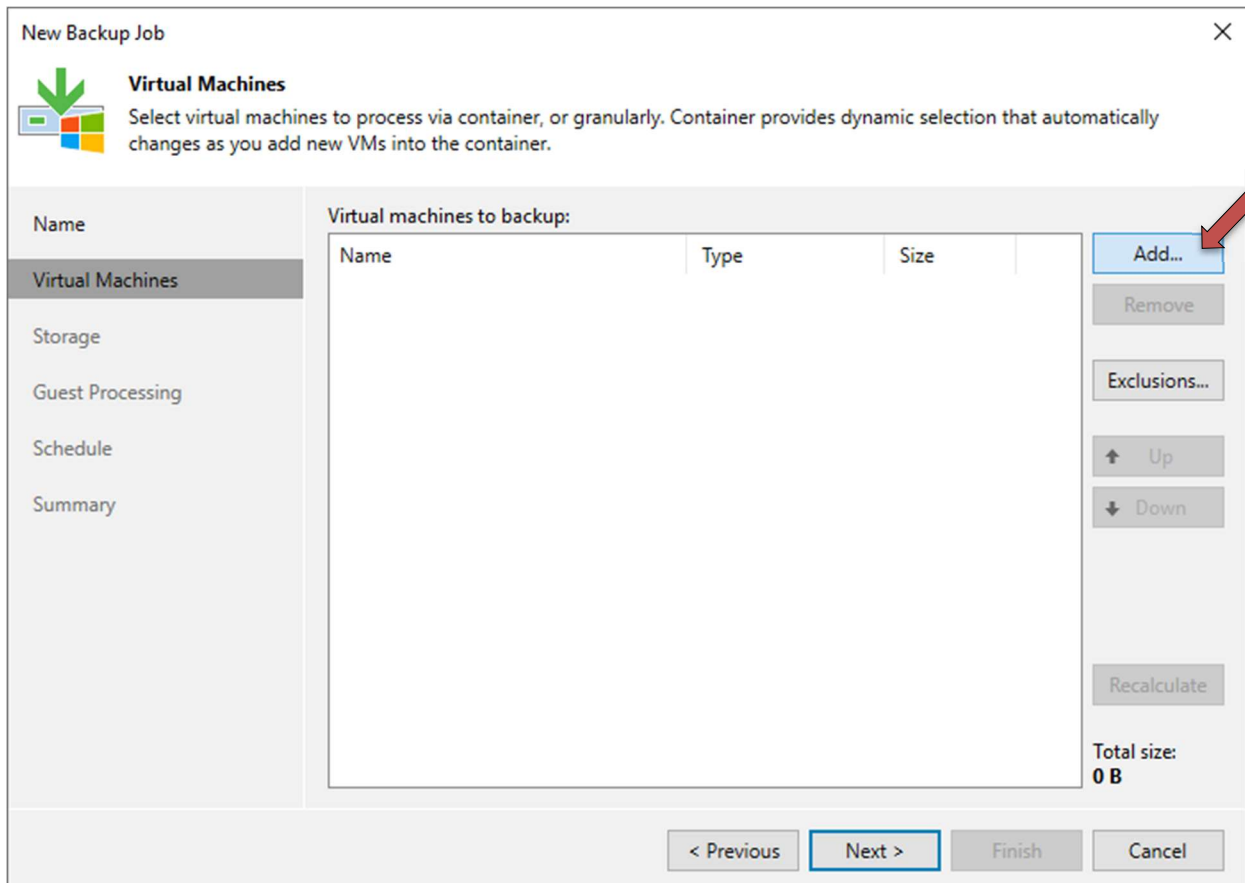 New Backup Job
Virtual Machines
Select virtual machines to process via container, or granularly. Container provides dynamic selection that automatically
changes as you add new VMs into the container.
Name
Virtual Machines
Storage
Guest Processing
Schedule
Summary
Virtual machines to backup:
Name Type Size
Add...
Remove
Exclusions...
Up
Down
Recalculate
Total size:
0 B
< Previous Next > Finish Cancel